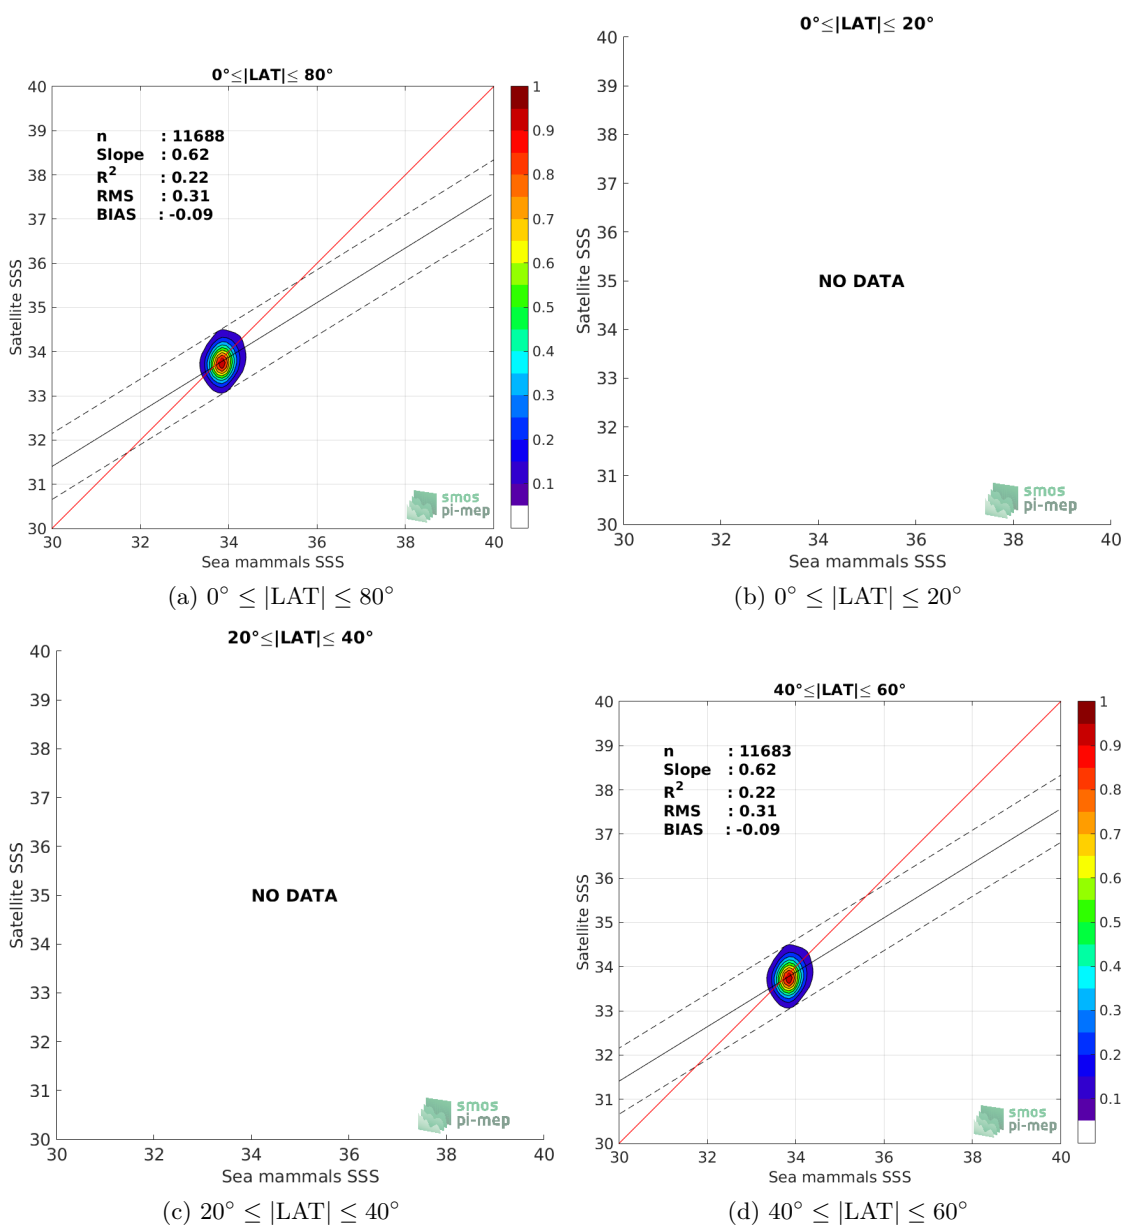 0°≤|LAT|≤ 80°
40
39
38
37
36
35
34
33
32
31
30
Satellite SSS
n : 11688
Slope : 0.62
R² : 0.22
RMS : 0.31
BIAS : -0.09
1
0.9
0.8
0.7
0.6
0.5
0.4
0.3
0.2
0.1
smos
pi-mep
30 32 34 36 38 40
Sea mammals SSS
(a) 0° ≤ |LAT| ≤ 80°
0°≤|LAT|≤ 20°
40
39
38
37
36
35
34
33
32
31
30
Satellite SSS
NO DATA
smos
pi-mep
30 32 34 36 38 40
Sea mammals SSS
(b) 0° ≤ |LAT| ≤ 20°
20°≤|LAT|≤ 40°
40
39
38
37
36
35
34
33
32
31
30
Satellite SSS
NO DATA
smos
pi-mep
30 32 34 36 38 40
Sea mammals SSS
(c) 20° ≤ |LAT| ≤ 40°
40°≤|LAT|≤ 60°
40
39
38
37
36
35
34
33
32
31
30
Satellite SSS
n : 11683
Slope : 0.62
R² : 0.22
RMS : 0.31
BIAS : -0.09
1
0.9
0.8
0.7
0.6
0.5
0.4
0.3
0.2
0.1
smos
pi-mep
30 32 34 36 38 40
Sea mammals SSS
(d) 40° ≤ |LAT| ≤ 60°